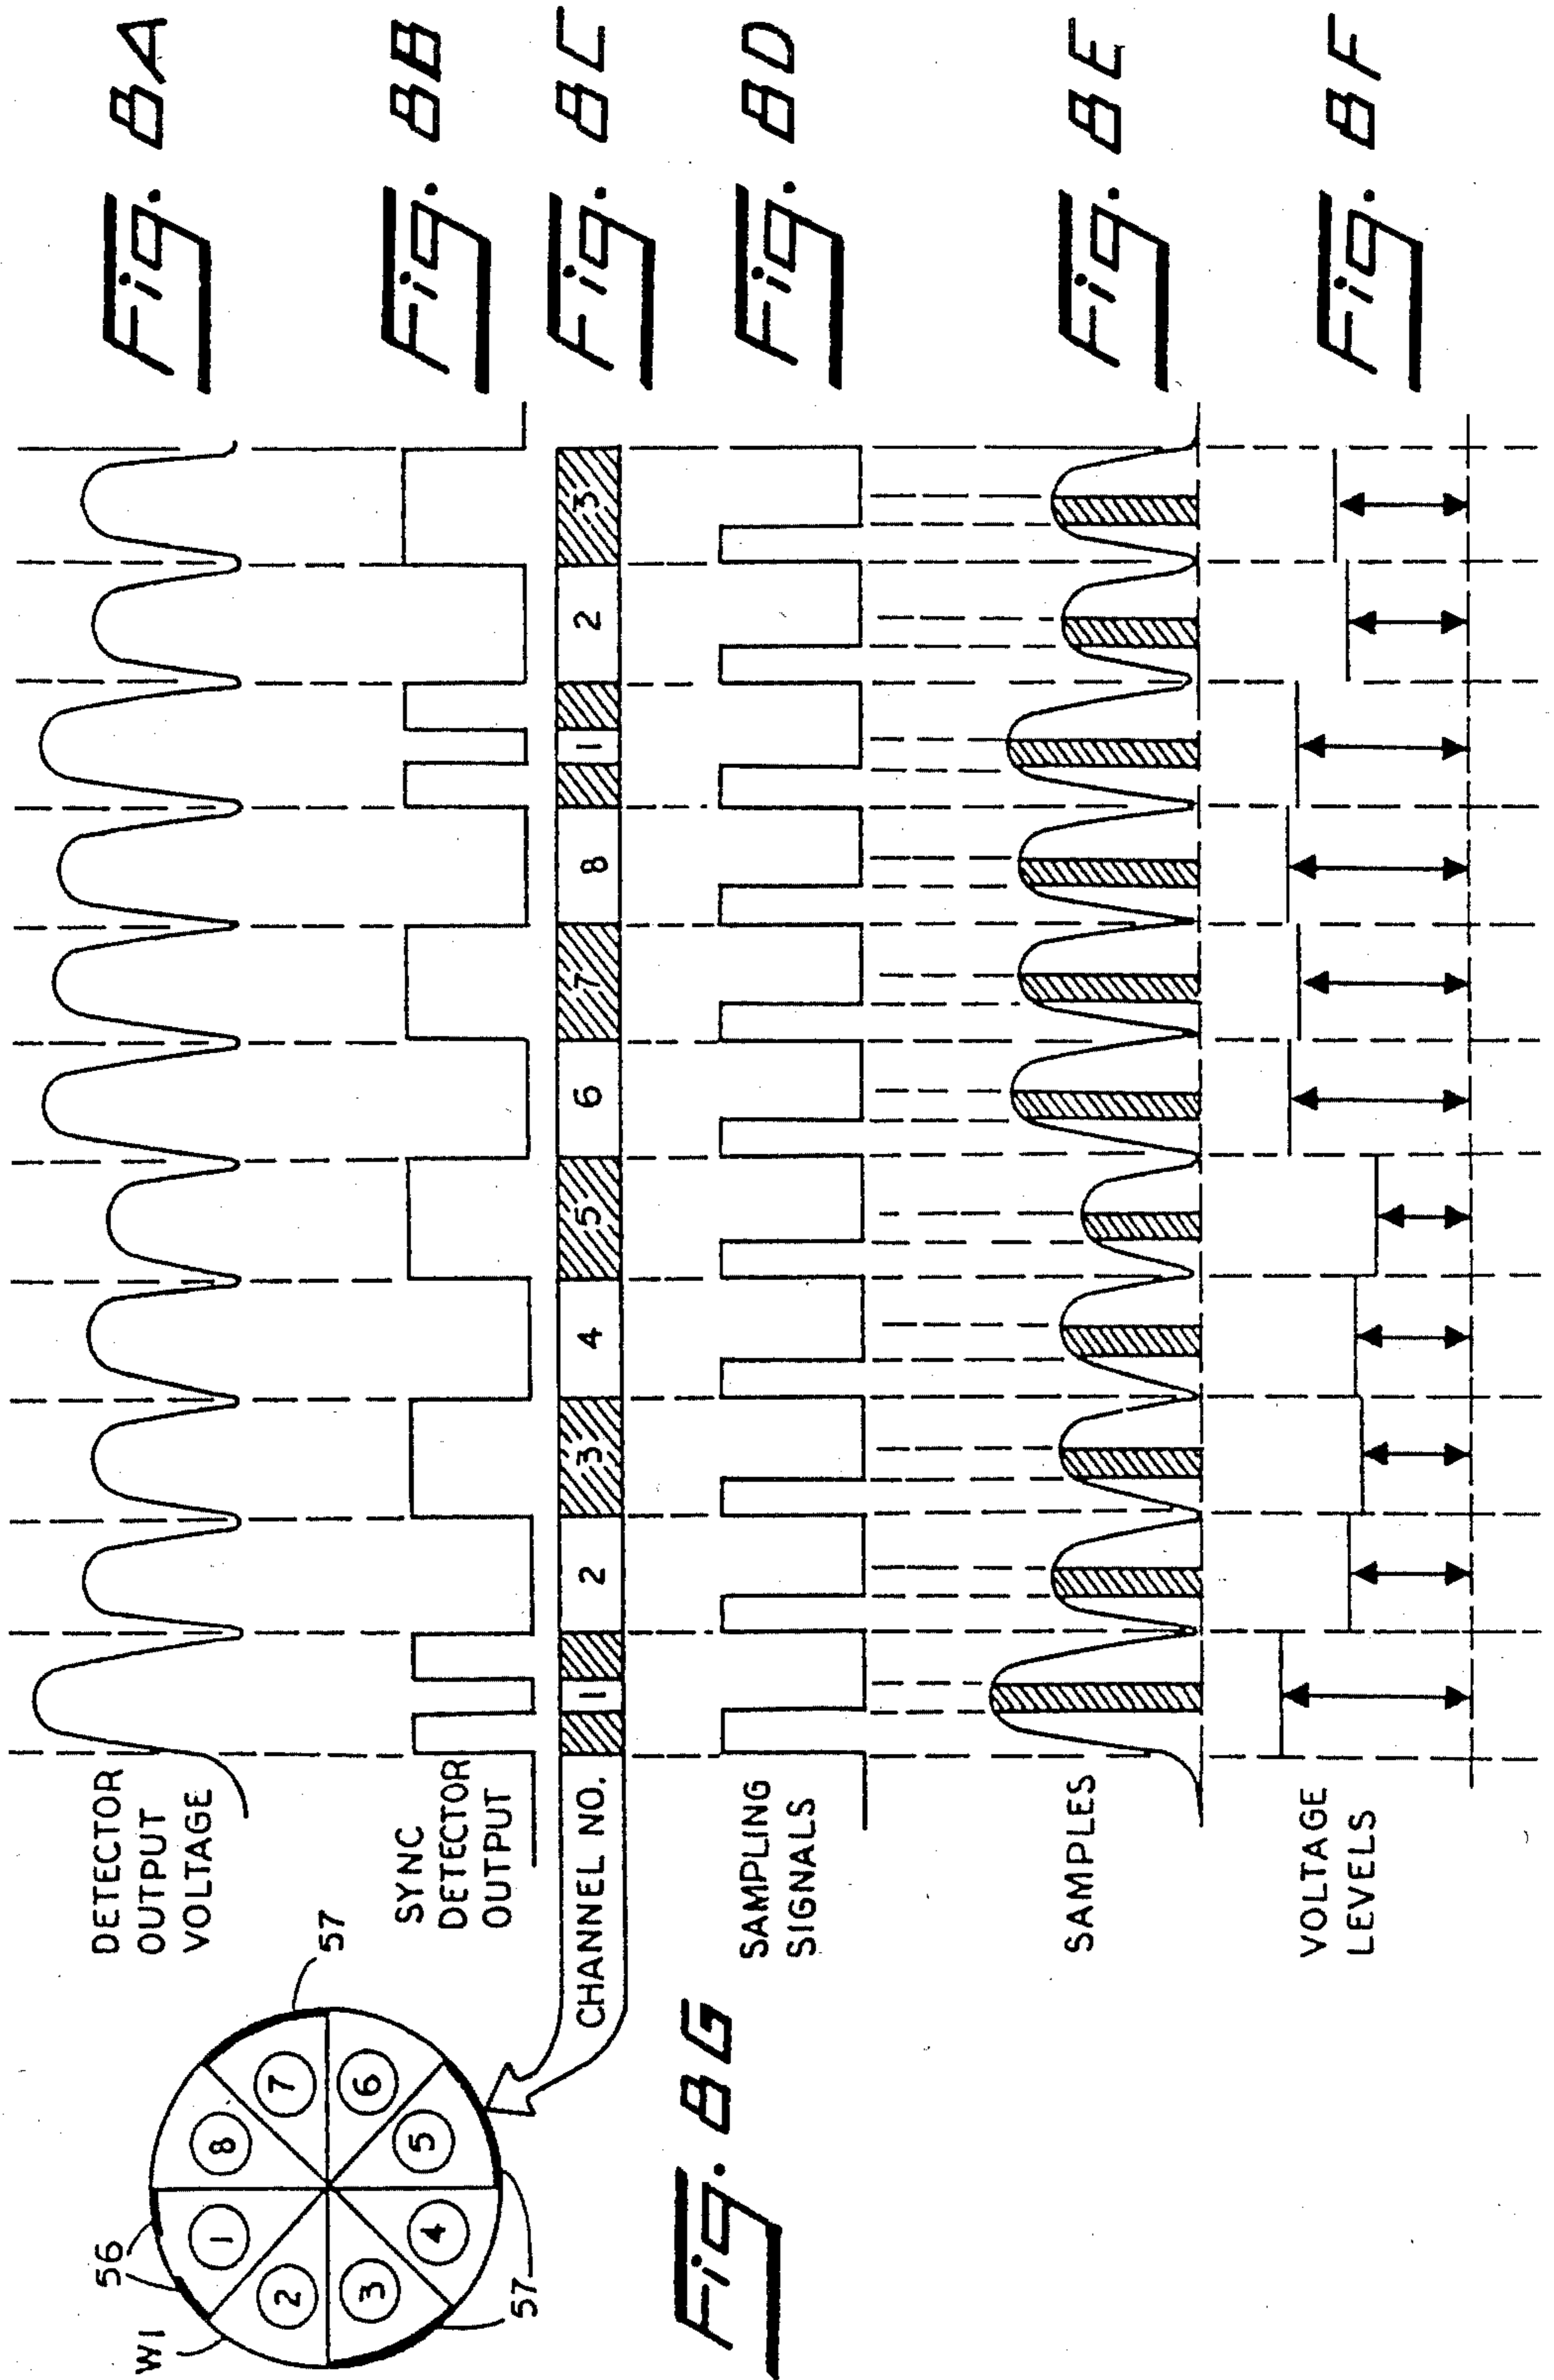 DETECTOR
OUTPUT
VOLTAGE
Fig. 8A
SYNC
DETECTOR
OUTPUT
Fig. 8B
CHANNEL NO.
1 2 3 4 5 6 7 8 1 2 3
Fig. 8C
SAMPLING
SIGNALS
Fig. 8D
SAMPLES
Fig. 8E
VOLTAGE
LEVELS
Fig. 8F
W1
56
57
57
1
2
3
4
5
6
7
8
Fig. 8G